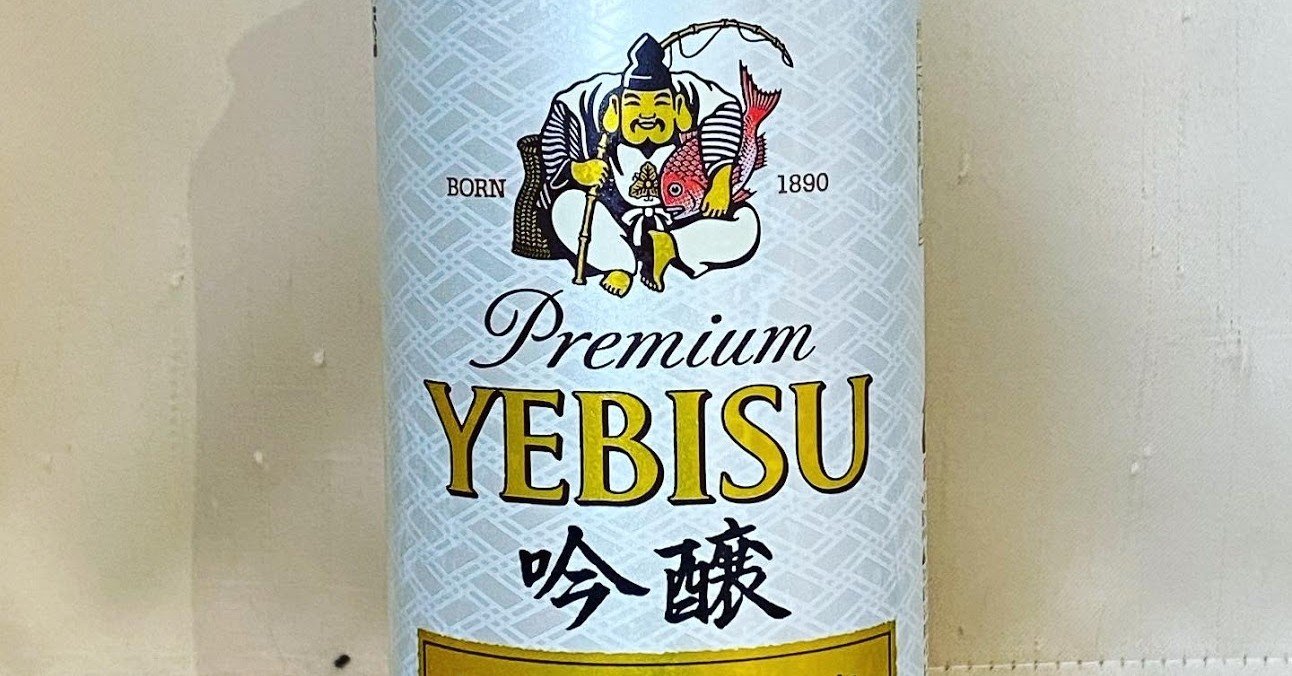 BORN 1890
Premium
YEBISU
吟醸